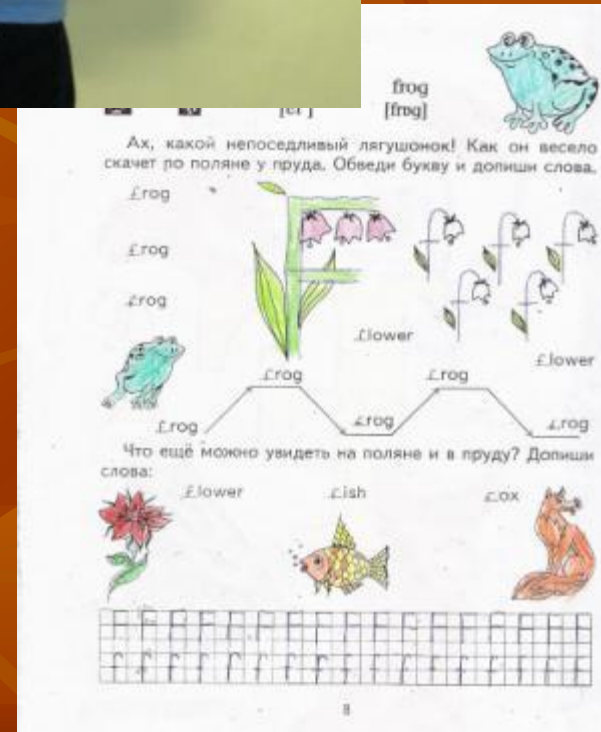 frog
[frɒg]
Ах, какой непоседливый лягушонок! Как он весело
скачет по поляне у пруда. Обведи букву и допиши слова.
frog
frog
frog
F
f f f
f f
flower
flower
frog frog
frog frog frog
Что ещё можно увидеть на поляне и в пруду? Допиши
слова:
flower fish fox
F F F F F F F F F F F F F F F F F
f f f f f f f f f f f f f f f f f
8